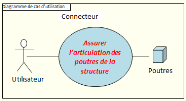 Diagramme de cas d'utilisation
Connecteur
Assurer
l'articulation des
poutres de la
structure
Utilisateur
Poutres